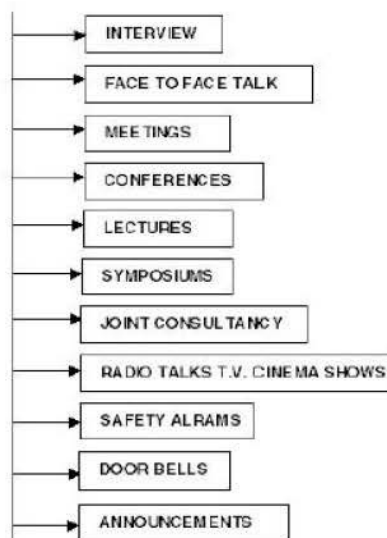 INTERVIEW
FACE TO FACE TALK
MEETINGS
CONFERENCES
LECTURES
SYMPOSIUMS
JOINT CONSULTANCY
RADIO TALKS T.V. CINEMA SHOWS
SAFETY ALRAMS
DOOR BELLS
ANNOUNCEMENTS